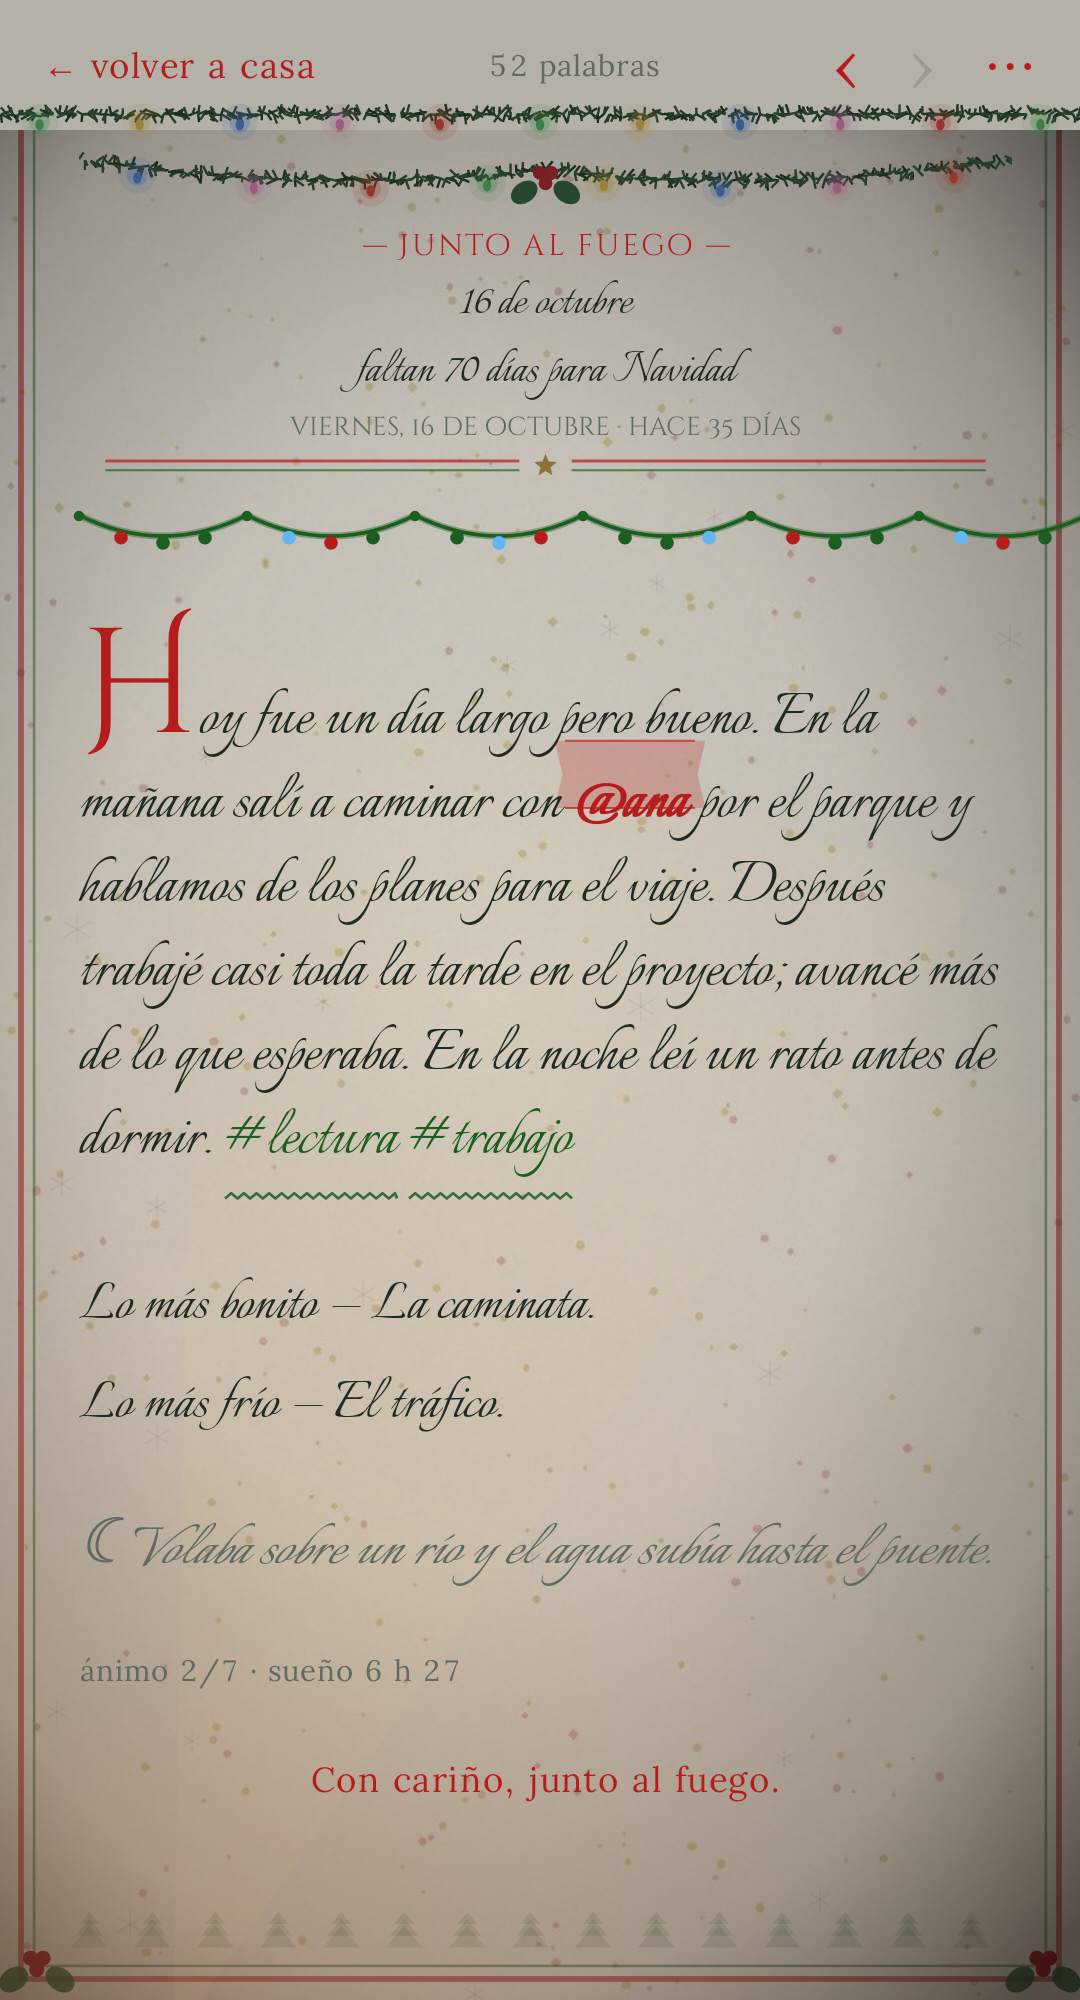 ← volver a casa
52 palabras
— JUNTO AL FUEGO —
16 de octubre
faltan 70 días para Navidad
VIERNES, 16 DE OCTUBRE · HACE 35 DÍAS
Hoy fue un día largo pero bueno. En la
mañana salí a caminar con @ana por el parque y
hablamos de los planes para el viaje. Después
trabajé casi toda la tarde en el proyecto; avancé más
de lo que esperaba. En la noche leí un rato antes de
dormir. #lectura #trabajo
Lo más bonito — La caminata.
Lo más frío — El tráfico.
☾ Volaba sobre un río y el agua subía hasta el puente.
ánimo 2/7 · sueño 6 h 27
Con cariño, junto al fuego.